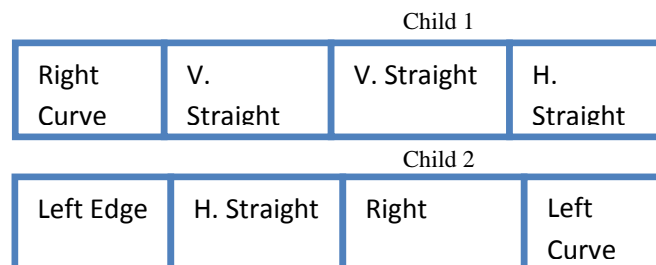 Child 1
Right V. V. Straight H.
Curve Straight Straight
Child 2
Left Edge H. Straight Right Left
Curve